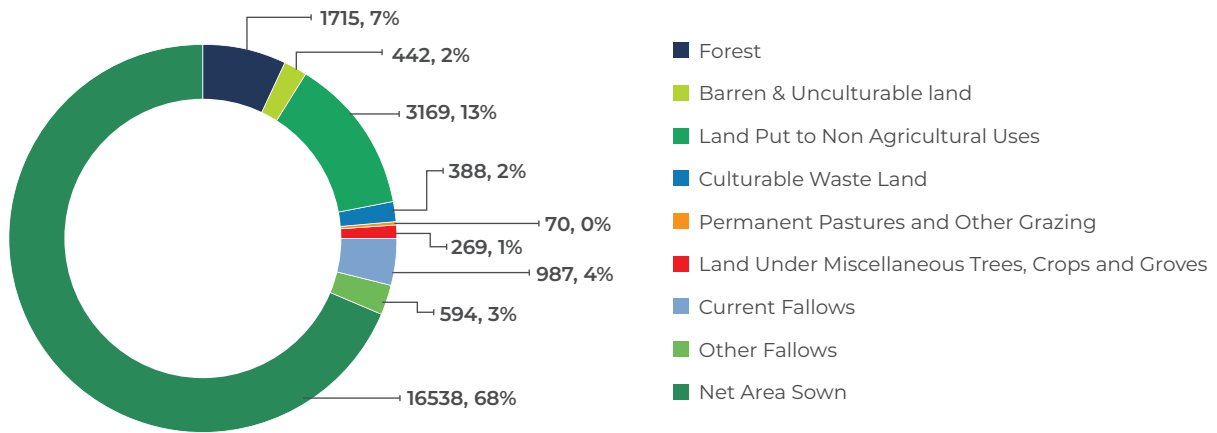 1715, 7%
442, 2%
3169, 13%
388, 2%
70, 0%
269, 1%
987, 4%
594, 3%
16538, 68%
Forest
Barren & Unculturable land
Land Put to Non Agricultural Uses
Culturable Waste Land
Permanent Pastures and Other Grazing
Land Under Miscellaneous Trees, Crops and Groves
Current Fallows
Other Fallows
Net Area Sown